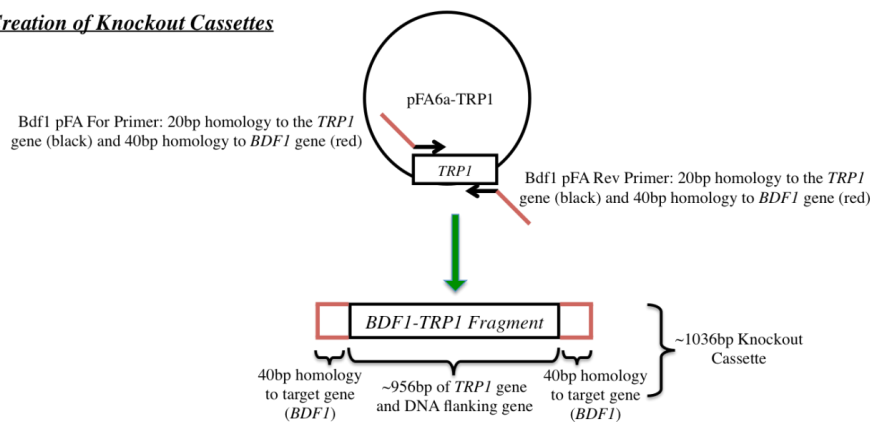 of Knockout Cassettes
pFA6a-TRP1
Bdf1 pFA For Primer: 20bp homology to the TRP1
gene (black) and 40bp homology to BDF1 gene (red)
TRP1
Bdf1 pFA Rev Primer: 20bp homology to the TRP1
gene (black) and 40bp homology to BDF1 gene (red)
BDF1-TRP1 Fragment
~1036bp Knockout
Cassette
40bp homology
to target gene
(BDF1)
~956bp of TRP1 gene
and DNA flanking gene
40bp homology
to target gene
(BDF1)